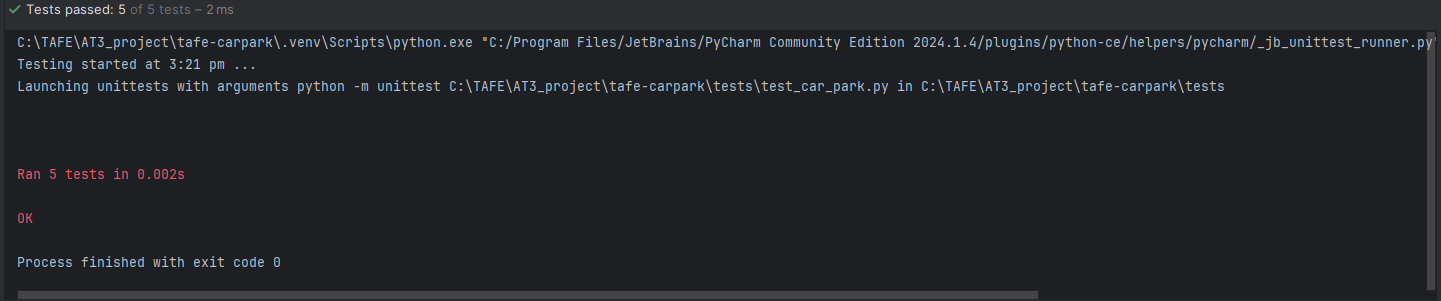 Tests passed: 5 of 5 tests – 2 ms
C:\TAFE\AT3_project\tafe-carpark\.venv\Scripts\python.exe "C:/Program Files/JetBrains/PyCharm Community Edition 2024.1.4/plugins/python-ce/helpers/pycharm/_jb_unittest_runner.py"
Testing started at 3:21 pm ...
Launching unittests with arguments python -m unittest C:\TAFE\AT3_project\tafe-carpark\tests\test_car_park.py in C:\TAFE\AT3_project\tafe-carpark\tests
Ran 5 tests in 0.002s
OK
Process finished with exit code 0